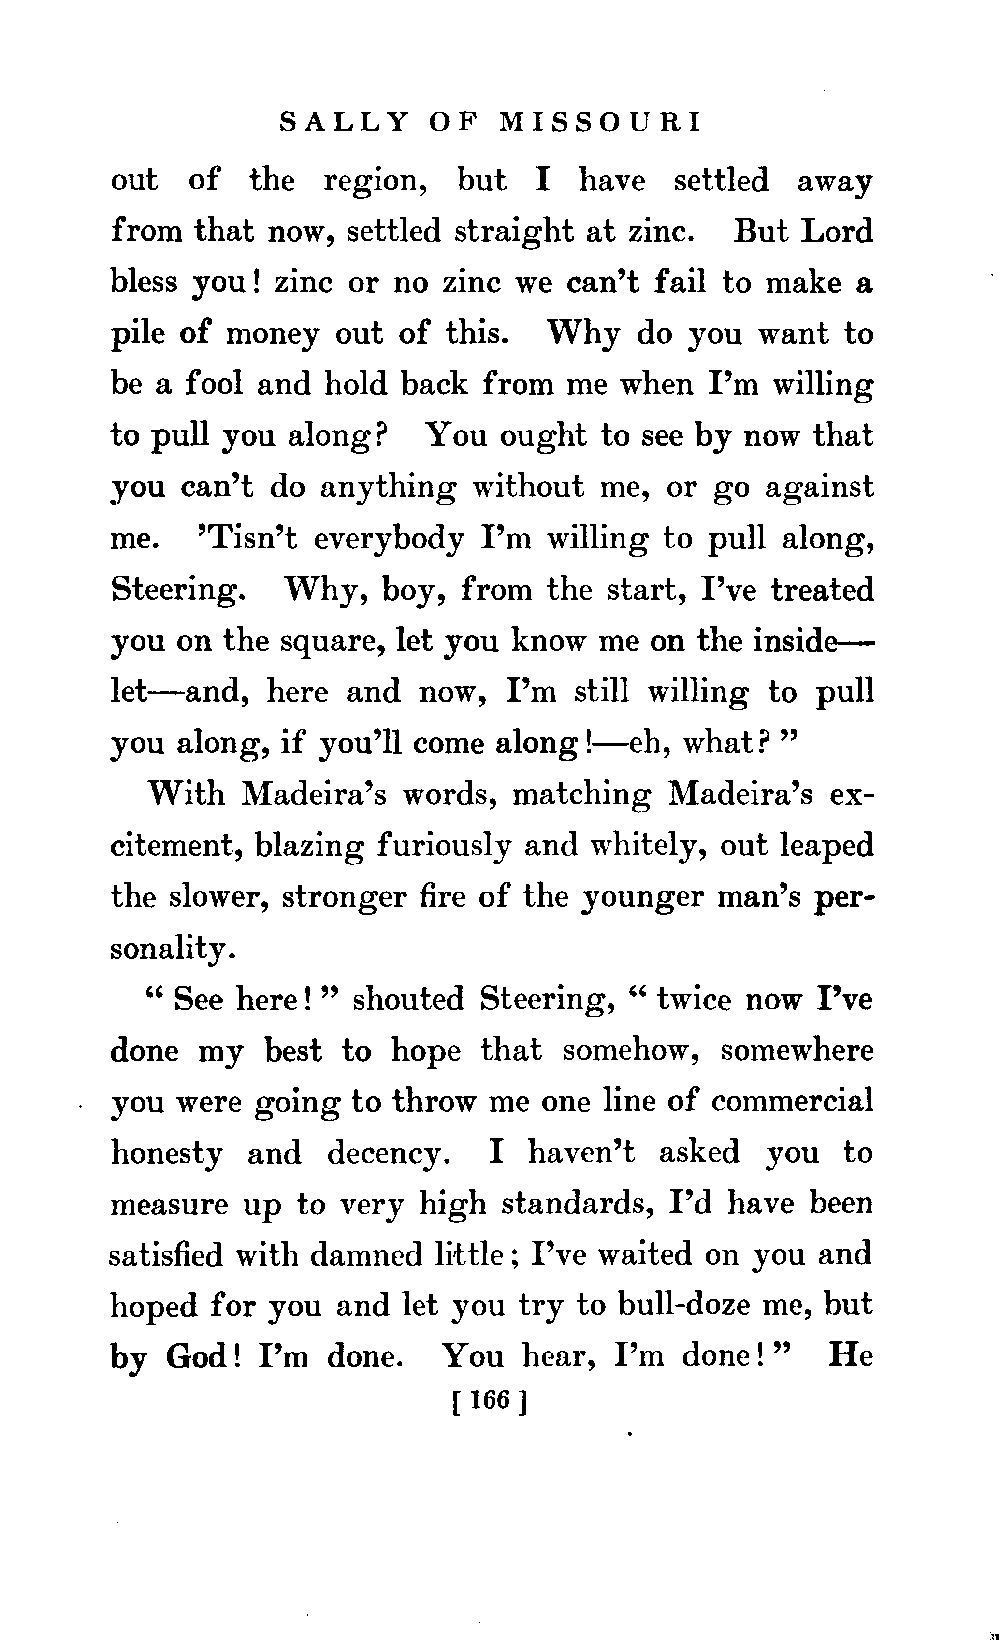 SALLY OF MISSOURI
out of the region, but I have settled away
from that now, settled straight at zinc. But Lord
bless you! zinc or no zinc we can't fail to make a
pile of money out of this. Why do you want to
be a fool and hold back from me when I'm willing
to pull you along? You ought to see by now that
you can't do anything without me, or go against
me. 'Tisn't everybody I'm willing to pull along,
Steering. Why, boy, from the start, I've treated
you on the square, let you know me on the inside—
let—and, here and now, I'm still willing to pull
you along, if you'll come along!—eh, what?"
With Madeira's words, matching Madeira's ex-
citement, blazing furiously and whitely, out leaped
the slower, stronger fire of the younger man's per-
sonality.
"See here!" shouted Steering, "twice now I've
done my best to hope that somehow, somewhere
you were going to throw me one line of commercial
honesty and decency. I haven't asked you to
measure up to very high standards, I'd have been
satisfied with damned little; I've waited on you and
hoped for you and let you try to bull-doze me, but
by God! I'm done. You hear, I'm done!" He
[166]